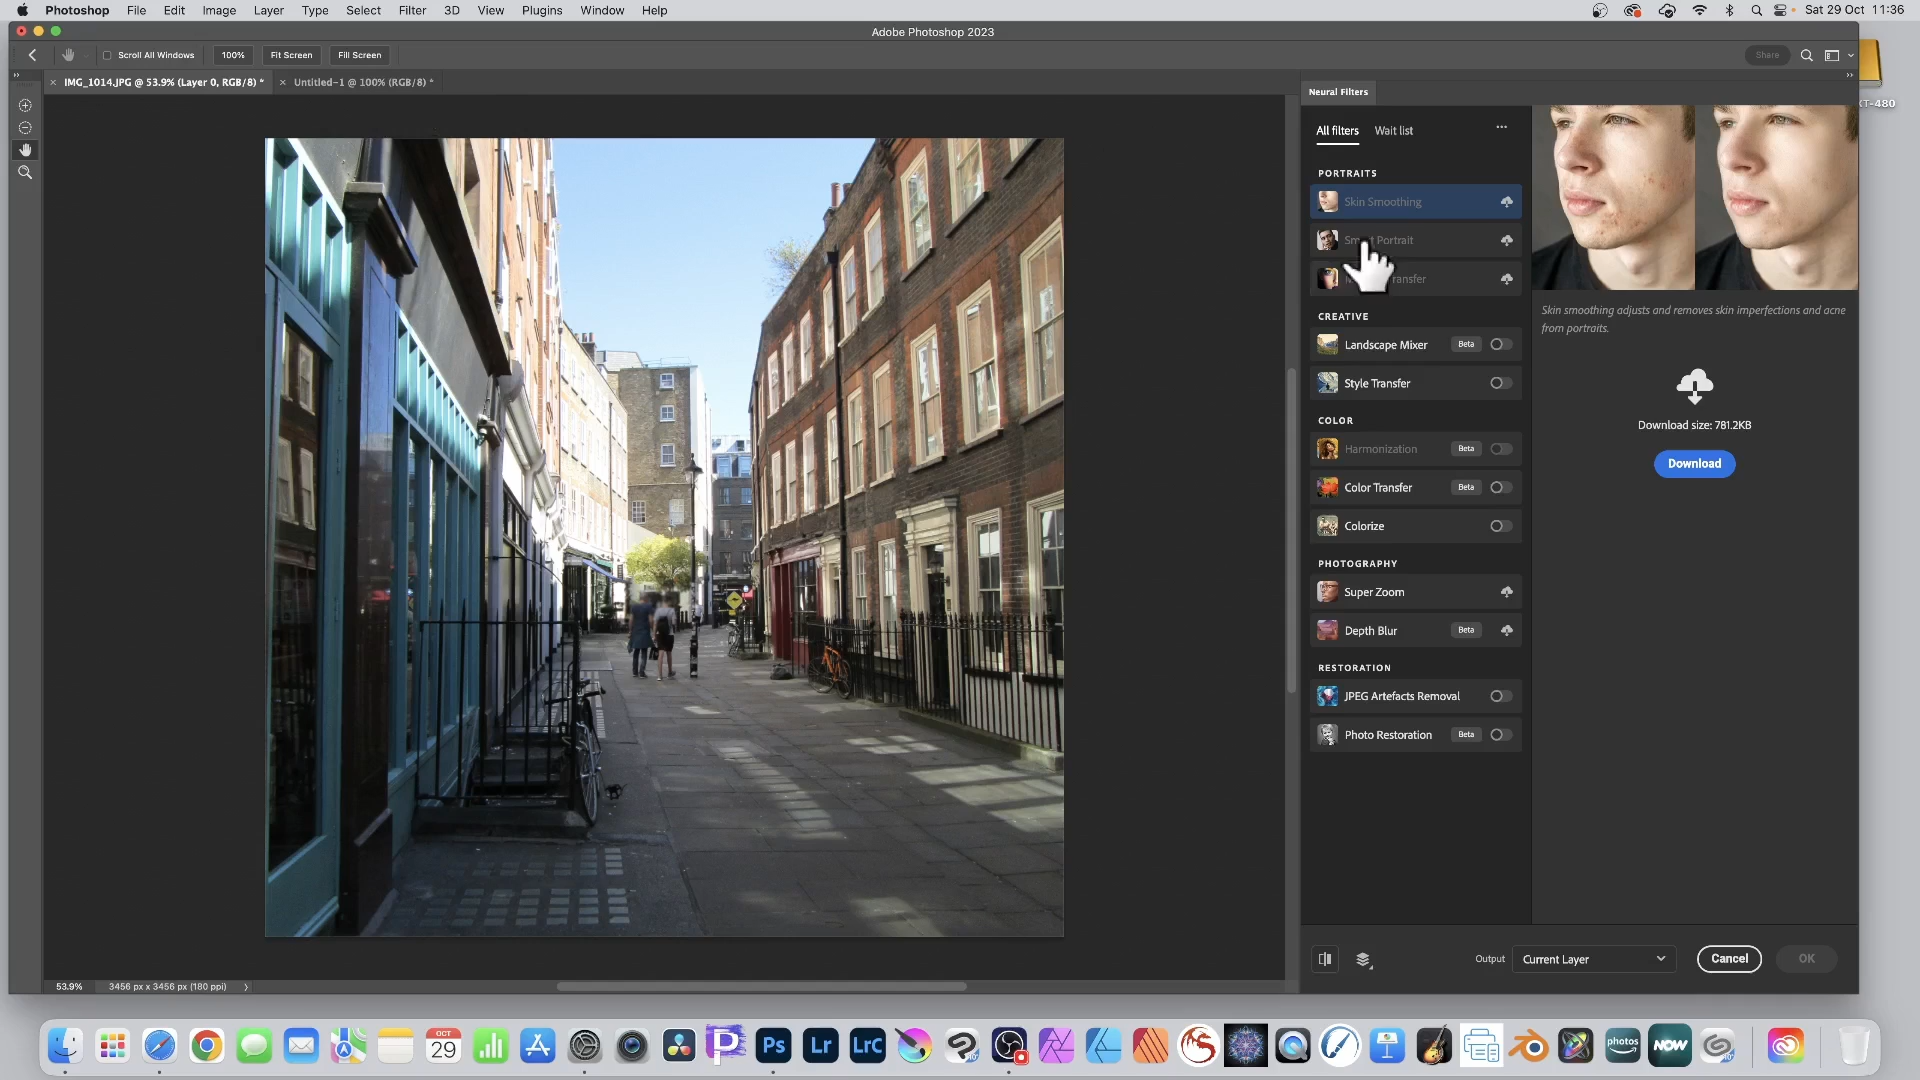 Photoshop File Edit Image Layer Type Select Filter 3D View Plugins Window Help
Sat 29 Oct 11:36
Adobe Photoshop 2023
Scroll All Windows 100% Fit Screen Fill Screen
Share
IMG_1014.JPG @ 53.9% (Layer 0, RGB/8) *
Untitled-1 @ 100% (RGB/8) *
XT-480
Neural Filters
All filters Wait list
PORTRAITS
Skin Smoothing
Portrait
CREATIVE
Landscape Mixer Beta
Style Transfer
COLOR
Harmonization Beta
Color Transfer Beta
Colorize
PHOTOGRAPHY
Super Zoom
Depth Blur Beta
RESTORATION
JPEG Artefacts Removal
Photo Restoration Beta
Skin smoothing adjusts and removes skin imperfections and acne
from portraits.
Download size: 781.2KB
Download
Output Current Layer Cancel OK
53.9% 3456 px x 3456 px (180 ppi)
OCT
29
Ps Lr LrC
photos
NOW